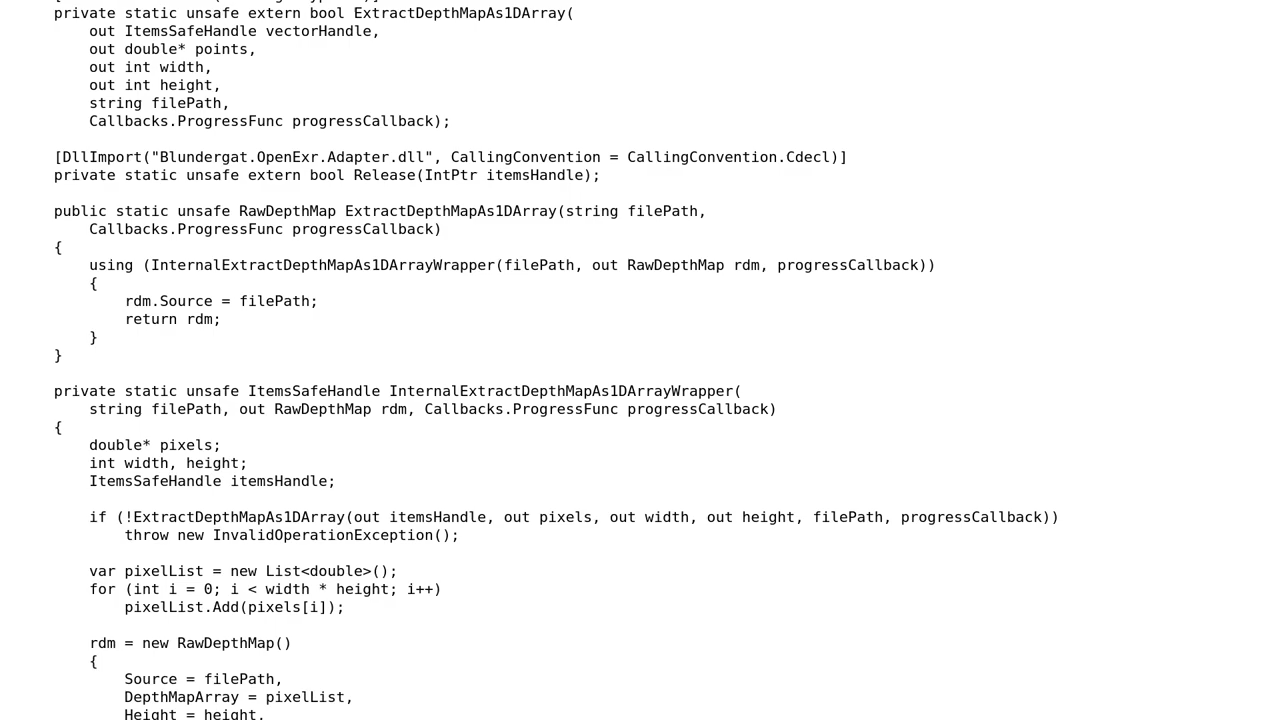 private static unsafe extern bool ExtractDepthMapAs1DArray(
    out ItemsSafeHandle vectorHandle,
    out double* points,
    out int width,
    out int height,
    string filePath,
    Callbacks.ProgressFunc progressCallback);

[DllImport("Blundergat.OpenExr.Adapter.dll", CallingConvention = CallingConvention.Cdecl)]
private static unsafe extern bool Release(IntPtr itemsHandle);

public static unsafe RawDepthMap ExtractDepthMapAs1DArray(string filePath,
    Callbacks.ProgressFunc progressCallback)
{
    using (InternalExtractDepthMapAs1DArrayWrapper(filePath, out RawDepthMap rdm, progressCallback))
    {
        rdm.Source = filePath;
        return rdm;
    }
}

private static unsafe ItemsSafeHandle InternalExtractDepthMapAs1DArrayWrapper(
    string filePath, out RawDepthMap rdm, Callbacks.ProgressFunc progressCallback)
{
    double* pixels;
    int width, height;
    ItemsSafeHandle itemsHandle;

    if (!ExtractDepthMapAs1DArray(out itemsHandle, out pixels, out width, out height, filePath, progressCallback))
        throw new InvalidOperationException();

    var pixelList = new List<double>();
    for (int i = 0; i < width * height; i++)
        pixelList.Add(pixels[i]);

    rdm = new RawDepthMap()
    {
        Source = filePath,
        DepthMapArray = pixelList,
        Height = height,